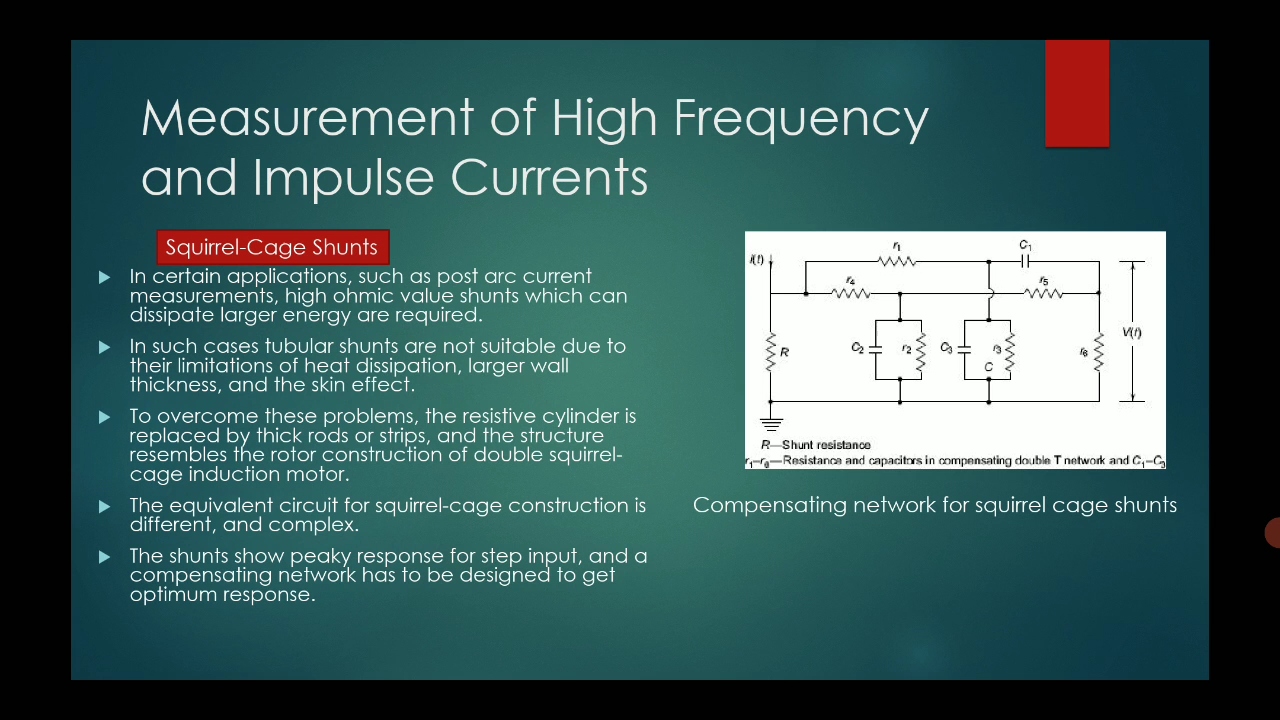 Measurement of High Frequency
and Impulse Currents
Squirrel-Cage Shunts
In certain applications, such as post arc current
measurements, high ohmic value shunts which can
dissipate larger energy are required.
In such cases tubular shunts are not suitable due to
their limitations of heat dissipation, larger wall
thickness, and the skin effect.
To overcome these problems, the resistive cylinder is
replaced by thick rods or strips, and the structure
resembles the rotor construction of double squirrel-
cage induction motor.
The equivalent circuit for squirrel-cage construction is
different, and complex.
The shunts show peaky response for step input, and a
compensating network has to be designed to get
optimum response.
i(t)
r₁
C₁
r₄
r₅
R
C₂
r₂
C₃
r₃
C
r₆
V(t)
R—Shunt resistance
r₁–r₆—Resistance and capacitors in compensating double T network and C₁–C₃
Compensating network for squirrel cage shunts